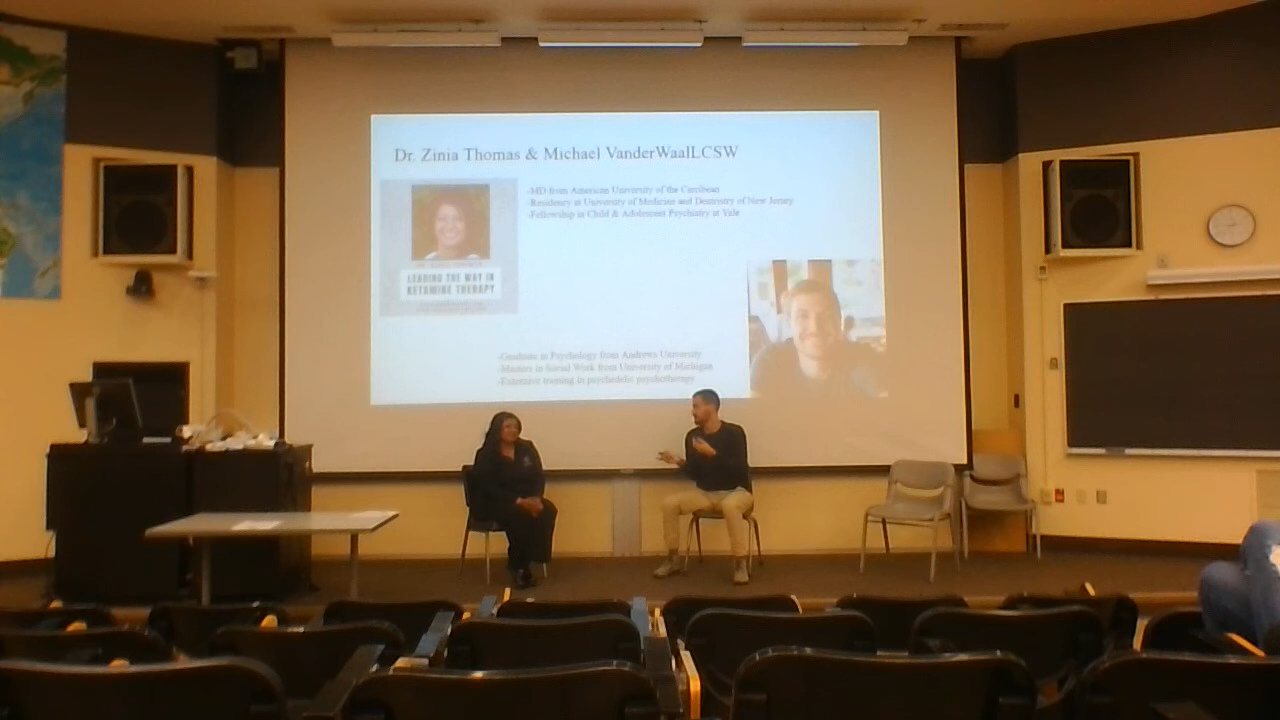 Dr. Zinia Thomas & Michael VanderWaalLCSW
-MD from American University of the Carribean
-Residency at University of Medicine and Dentistry of New Jersey
-Fellowship in Child & Adolescent Psychiatry at Yale
LEADING THE WAY IN
KETAMINE THERAPY
-Graduate in Psychology from Andrews University
-Masters in Social Work from University of Michigan
-Extensive training in psychedelic psychotherapy